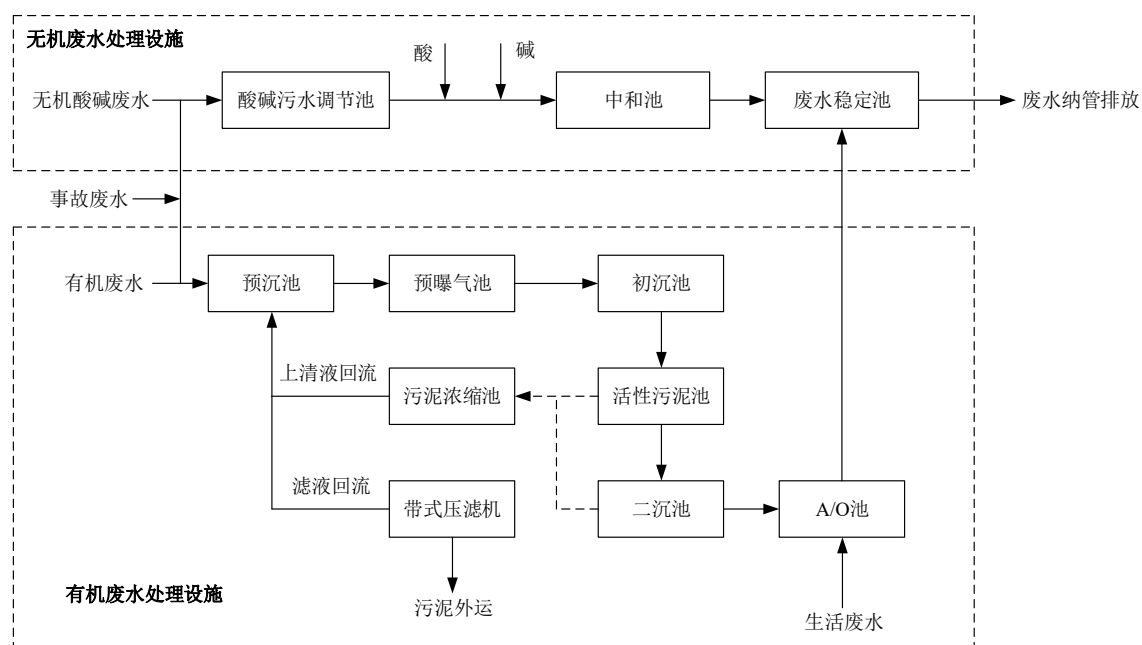 无机废水处理设施
酸
碱
无机酸碱废水
酸碱污水调节池
中和池
废水稳定池
废水纳管排放
事故废水
有机废水
预沉池
预曝气池
初沉池
上清液回流
污泥浓缩池
活性污泥池
滤液回流
带式压滤机
二沉池
A/O池
有机废水处理设施
污泥外运
生活废水